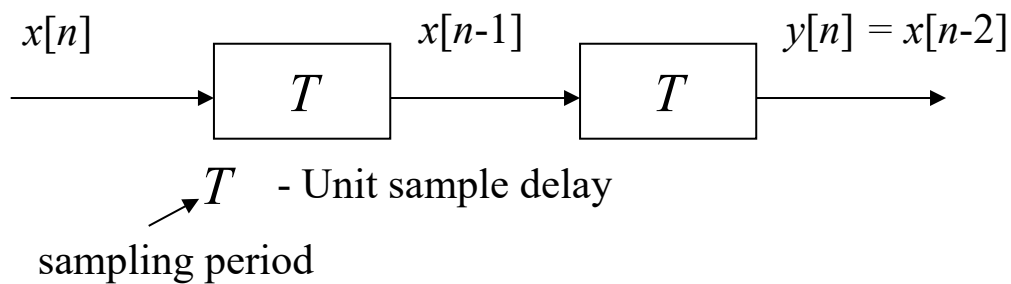 x[n] x[n-1] y[n] = x[n-2]
T T
T - Unit sample delay
sampling period